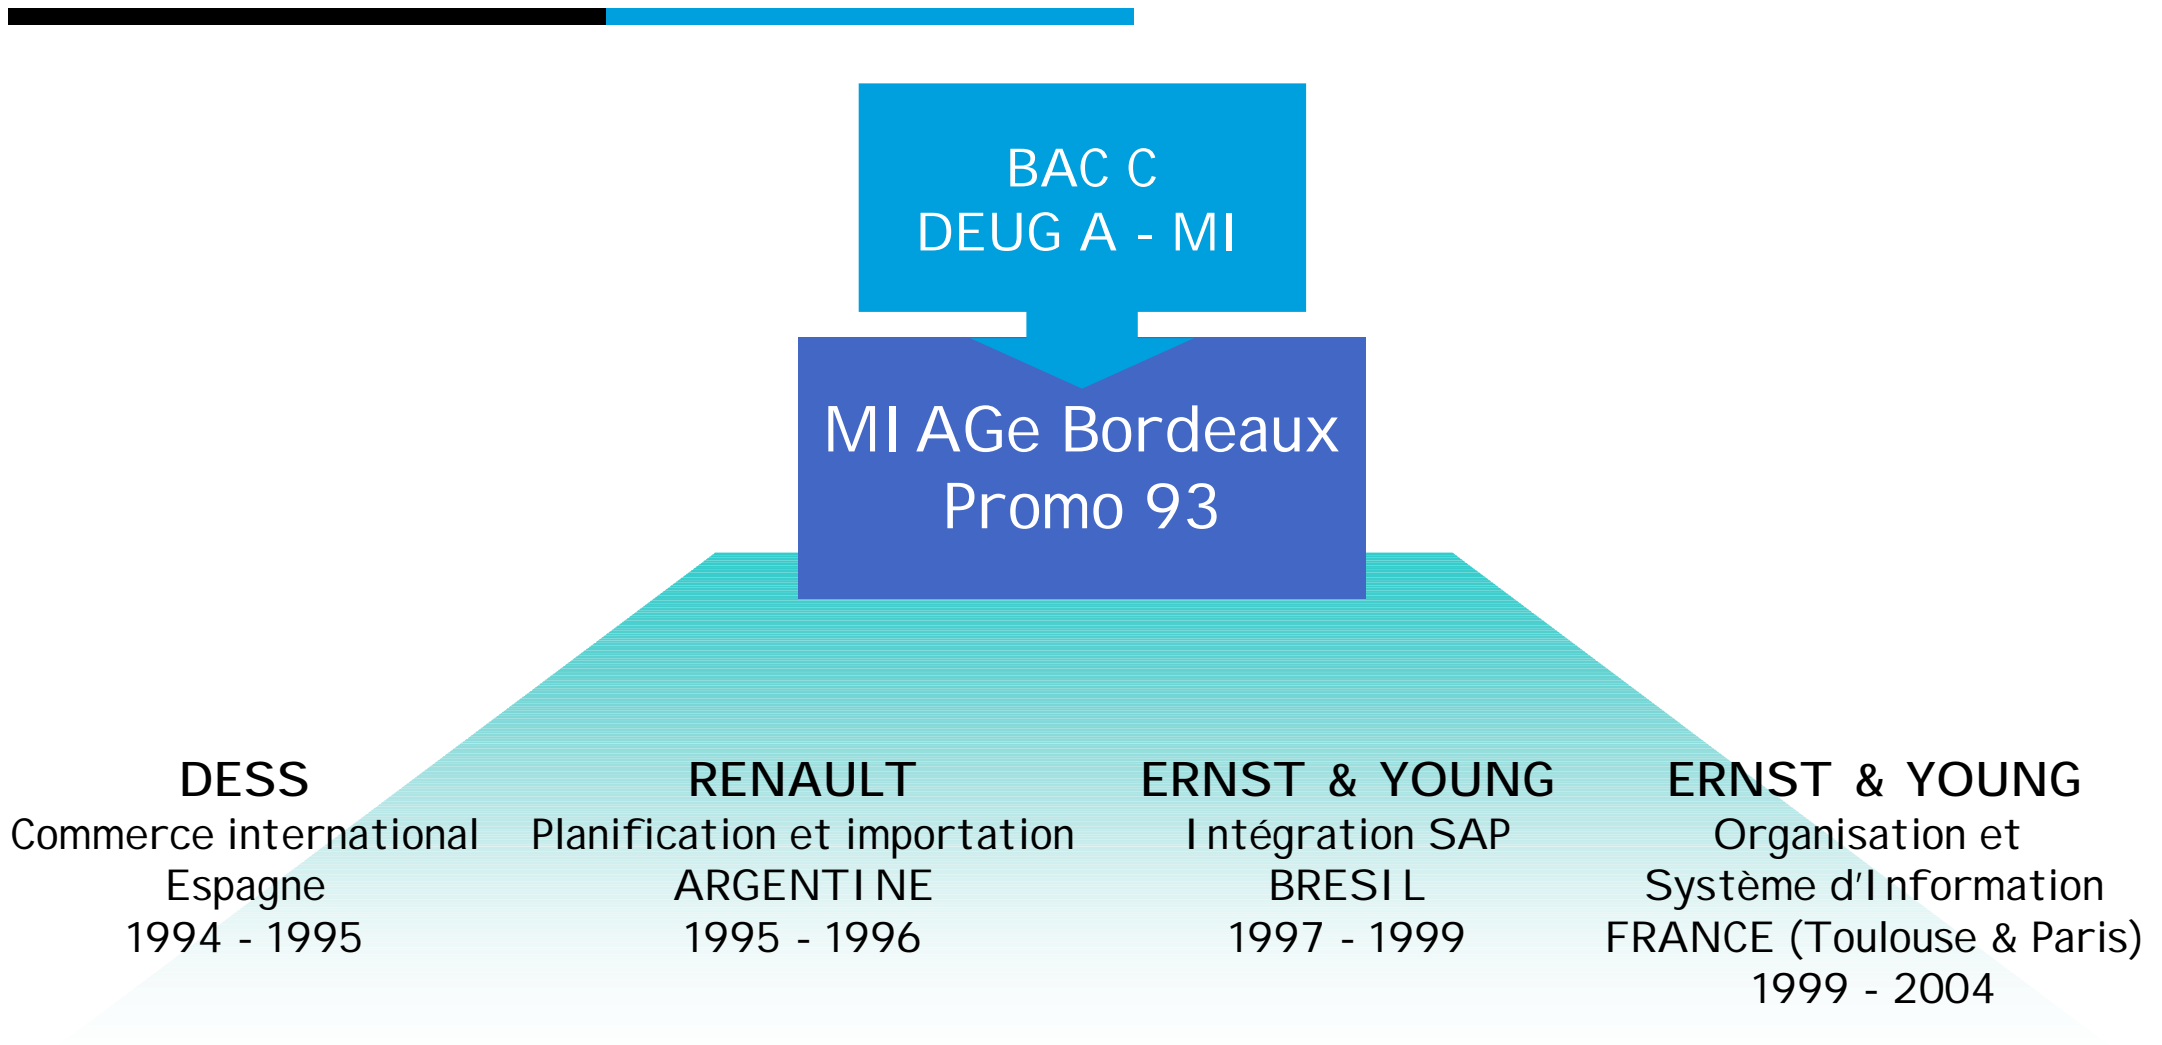 BAC C
DEUG A - MI
MIAGe Bordeaux
Promo 93
DESS
Commerce international
Espagne
1994 - 1995
RENAULT
Planification et importation
ARGENTINE
1995 - 1996
ERNST & YOUNG
Intégration SAP
BRESIL
1997 - 1999
ERNST & YOUNG
Organisation et
Système d'Information
FRANCE (Toulouse & Paris)
1999 - 2004